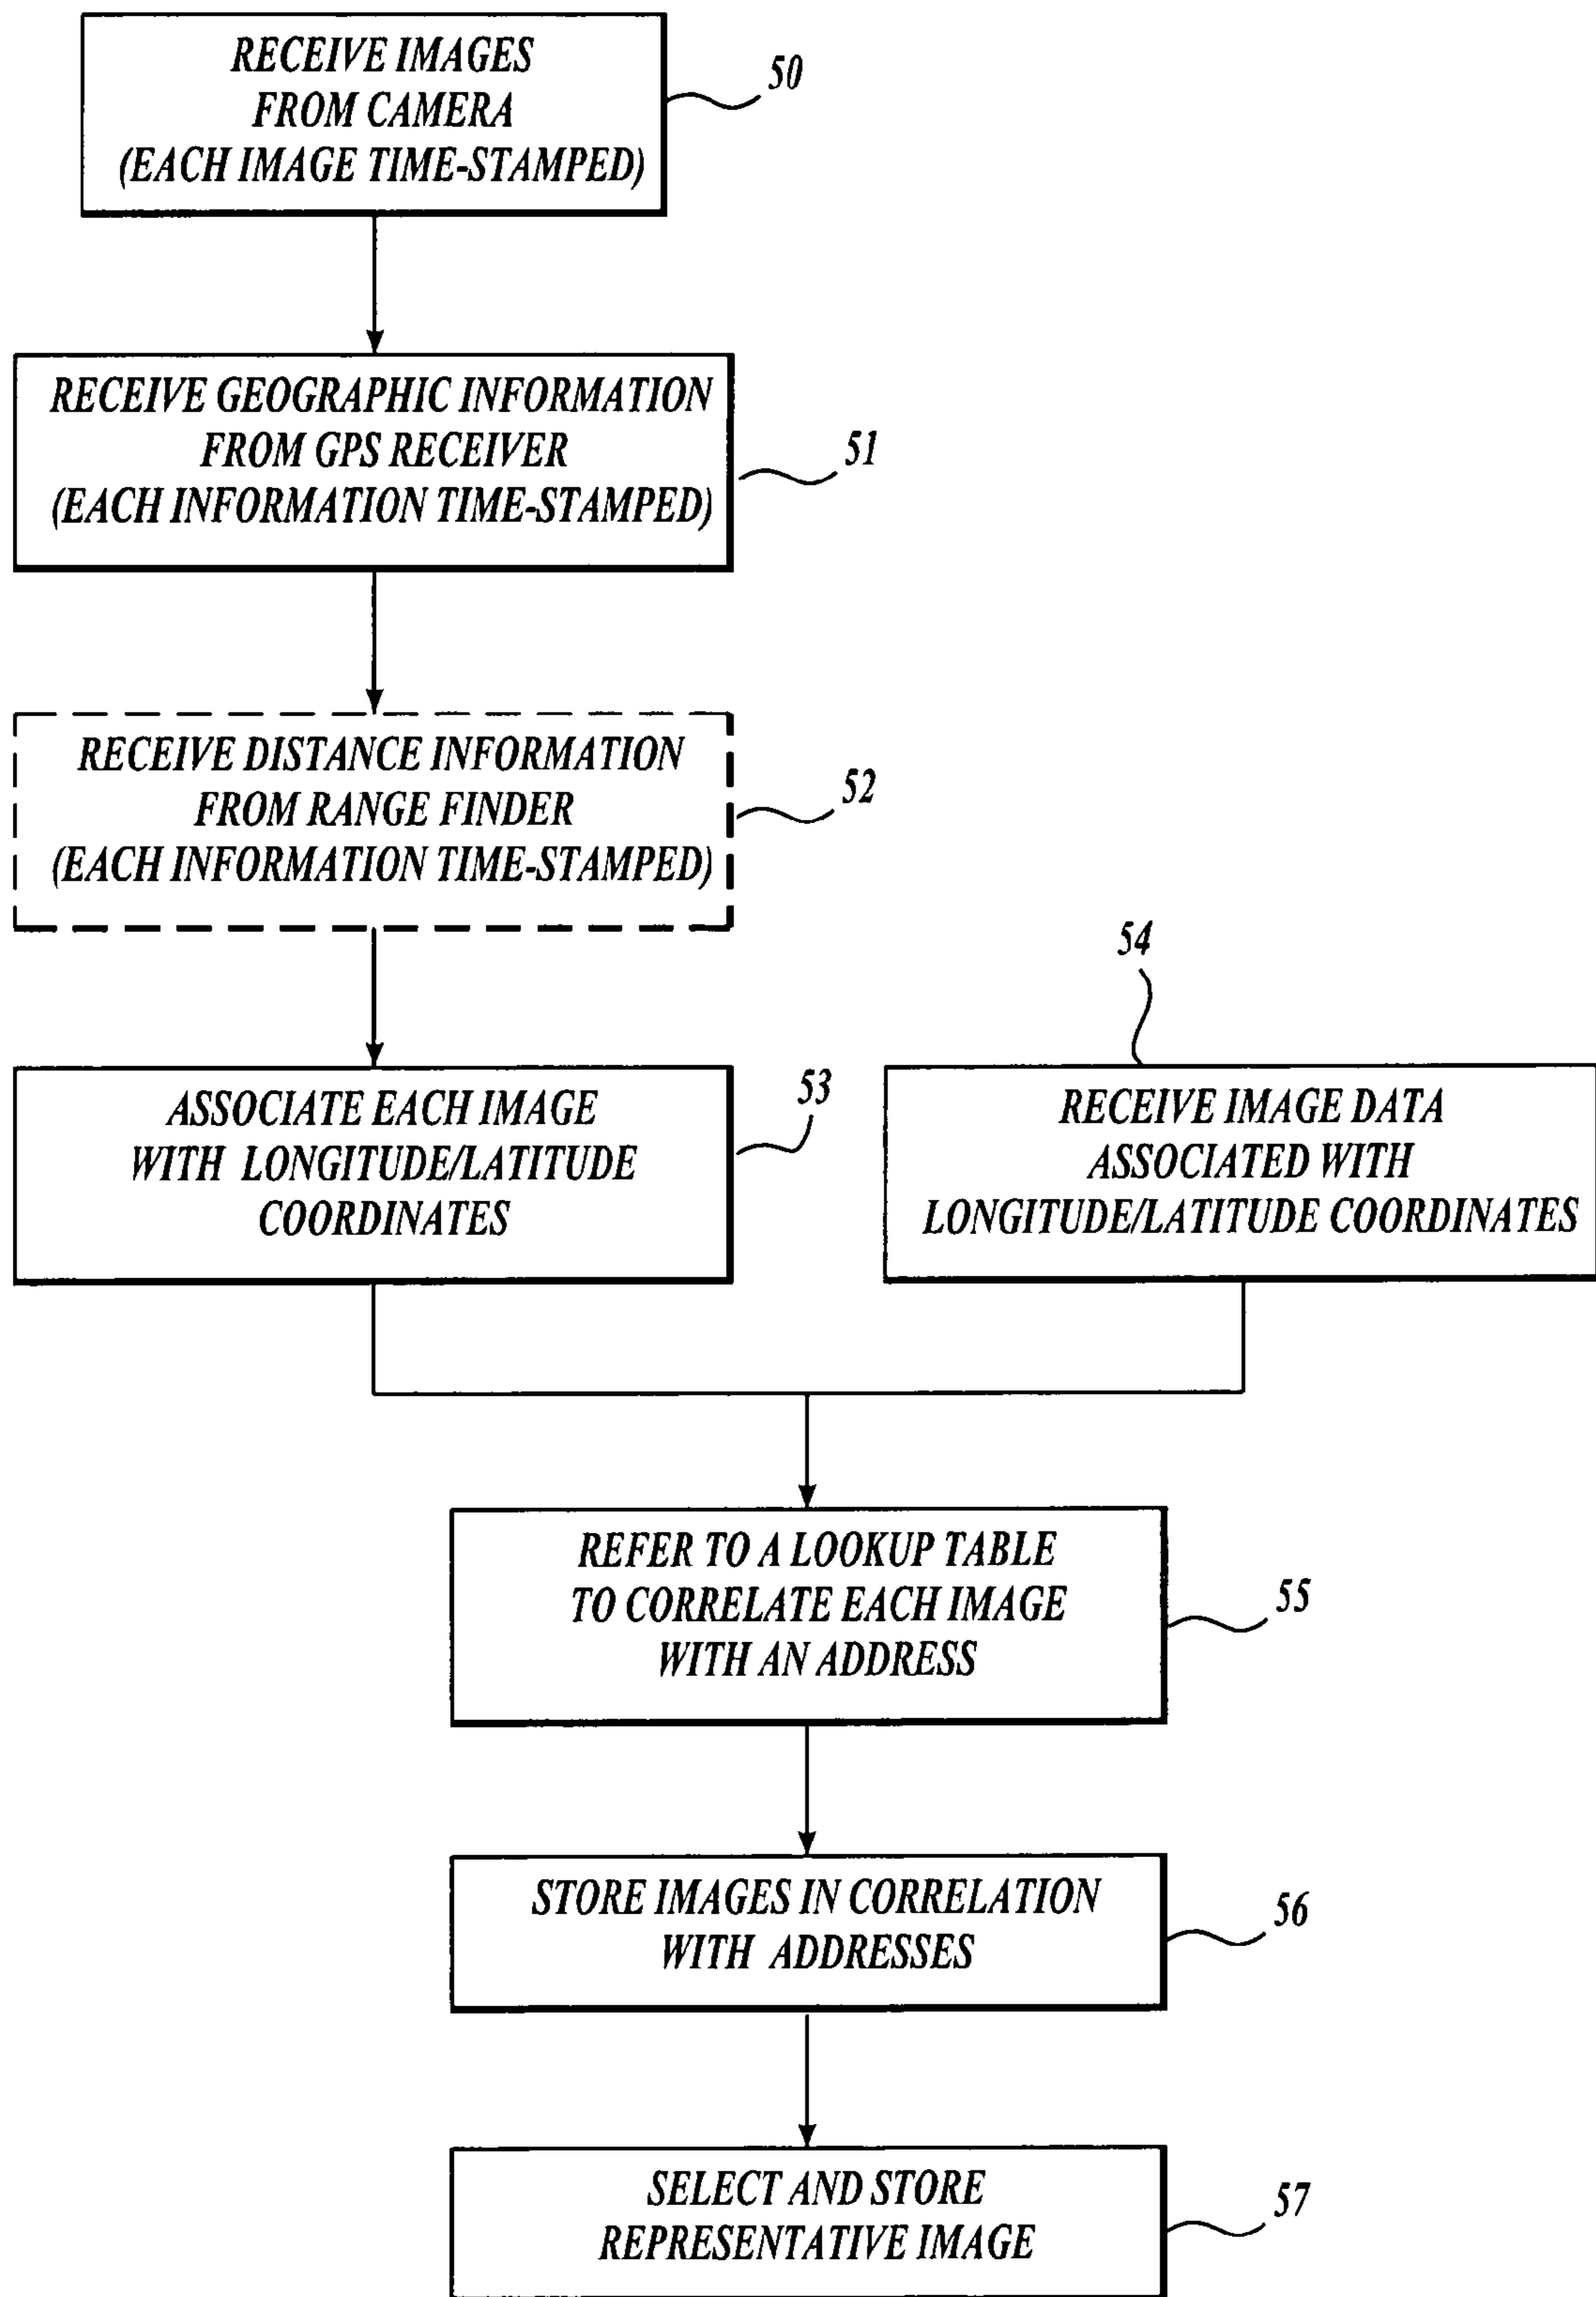 RECEIVE IMAGES
FROM CAMERA
(EACH IMAGE TIME-STAMPED)
50
RECEIVE GEOGRAPHIC INFORMATION
FROM GPS RECEIVER
(EACH INFORMATION TIME-STAMPED)
51
RECEIVE DISTANCE INFORMATION
FROM RANGE FINDER
(EACH INFORMATION TIME-STAMPED)
52
ASSOCIATE EACH IMAGE
WITH LONGITUDE/LATITUDE
COORDINATES
53
54
RECEIVE IMAGE DATA
ASSOCIATED WITH
LONGITUDE/LATITUDE COORDINATES
REFER TO A LOOKUP TABLE
TO CORRELATE EACH IMAGE
WITH AN ADDRESS
55
STORE IMAGES IN CORRELATION
WITH ADDRESSES
56
SELECT AND STORE
REPRESENTATIVE IMAGE
57